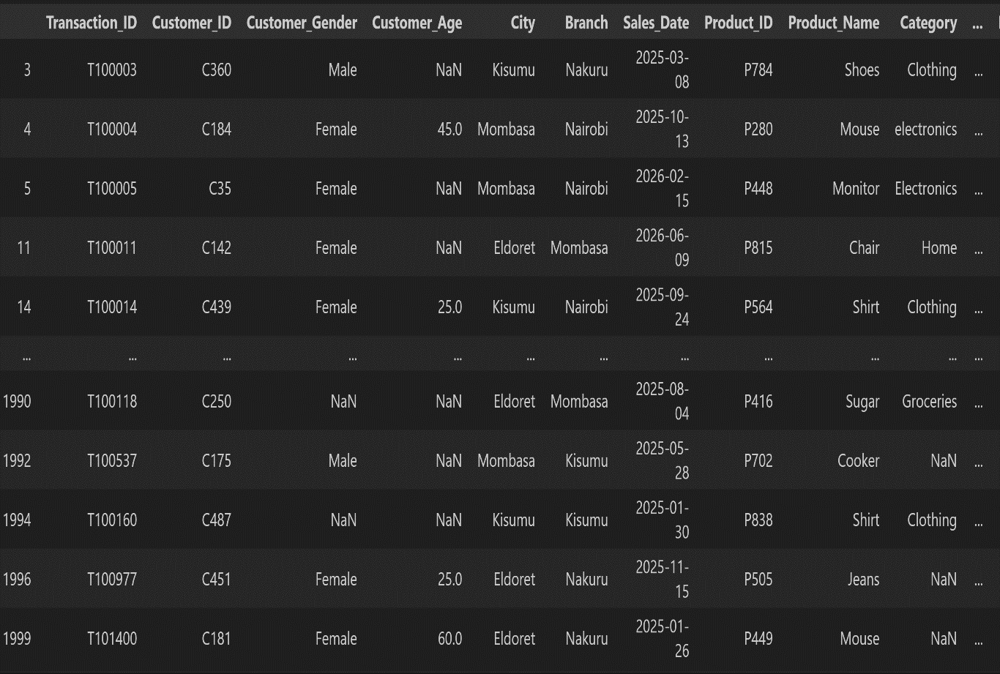 Transaction_ID Customer_ID Customer_Gender Customer_Age City Branch Sales_Date Product_ID Product_Name Category ...
3 T100003 C360 Male NaN Kisumu Nakuru 2025-03-
08 P784 Shoes Clothing ...
4 T100004 C184 Female 45.0 Mombasa Nairobi 2025-10-
13 P280 Mouse electronics ...
5 T100005 C35 Female NaN Mombasa Nairobi 2026-02-
15 P448 Monitor Electronics ...
11 T100011 C142 Female NaN Eldoret Mombasa 2026-06-
09 P815 Chair Home ...
14 T100014 C439 Female 25.0 Kisumu Nairobi 2025-09-
24 P564 Shirt Clothing ...
... ... ... ... ... ... ... ... ... ... ... ...
1990 T100118 C250 NaN NaN Eldoret Mombasa 2025-08-
04 P416 Sugar Groceries ...
1992 T100537 C175 Male NaN Mombasa Kisumu 2025-05-
28 P702 Cooker NaN ...
1994 T100160 C487 NaN NaN Kisumu Kisumu 2025-01-
30 P838 Shirt Clothing ...
1996 T100977 C451 Female 25.0 Eldoret Nakuru 2025-11-
15 P505 Jeans NaN ...
1999 T101400 C181 Female 60.0 Eldoret Nakuru 2025-01-
26 P449 Mouse NaN ...